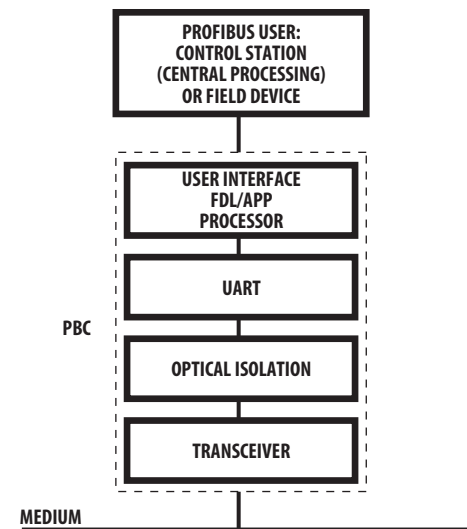 PROFIBUS USER:
CONTROL STATION
(CENTRAL PROCESSING)
OR FIELD DEVICE
USER INTERFACE
FDL/APP
PROCESSOR
UART
PBC
OPTICAL ISOLATION
TRANSCEIVER
MEDIUM